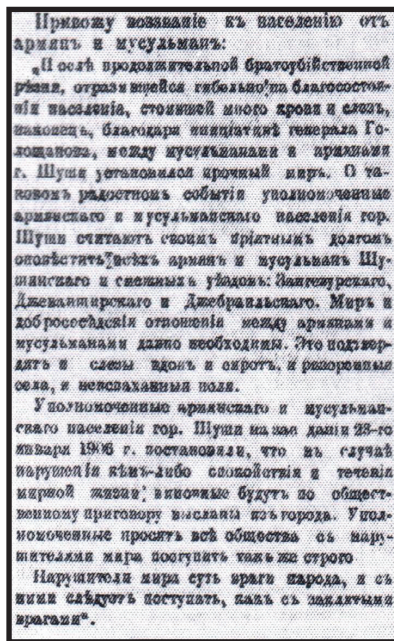 Привожу воззваніе къ населенію отъ
армянъ и мусульманъ:
„Послѣ продолжительной братоубійственной
рѣзни, отразившейся гибельно на благосостоя-
нія населенія, стоившей много крови и слезъ,
наконецъ, благодаря иниціативѣ генерала Го-
лощапова, между мусульманами и армянами
г. Шуши установился прочный миръ. О та-
ковомъ радостномъ событіи уполномоченные
армянскаго и мусульманскаго населенія гор.
Шуши считаютъ своимъ пріятнымъ долгомъ
оповѣстить всѣхъ армянъ и мусульманъ Шу-
шинскаго и смежныхъ уѣздовъ: Зангезурскаго,
Джеванширскаго и Джебраильскаго. Миръ и
добрососѣдскія отношенія между армянами и
мусульманами давно необходимы. Это подтвер-
дятъ и слезы вдовъ и сиротъ, и разоренныя
села, и невспаханныя поля.
Уполномоченные армянскаго и мусульман-
скаго населенія гор. Шуши на засѣданіи 23-го
января 1906 г. постановили, что въ случаѣ
нарушенія кѣмъ-либо спокойствія и теченія
мирной жизни, виновные будутъ по общест-
венному приговору высланы изъ города. Упол-
номоченные просятъ всѣ общества съ нару-
шителями мира поступить такъ же строго
Нарушители мира суть враги народа, и съ
ними слѣдуетъ поступать, какъ съ заклятыми
врагами“.